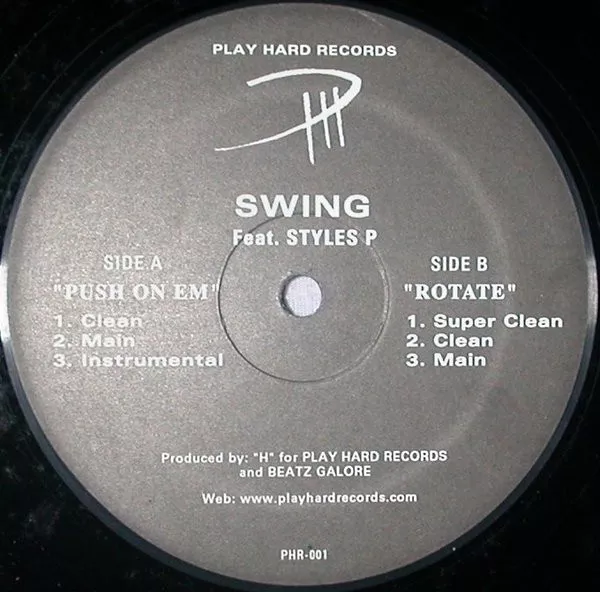 PLAY HARD RECORDS
PH
SWING
Feat. STYLES P
SIDE A
"PUSH ON EM"
1. Clean
2. Main
3. Instrumental
SIDE B
"ROTATE"
1. Super Clean
2. Clean
3. Main
Produced by: "H" for PLAY HARD RECORDS
and BEATZ GALORE
Web: www.playhardrecords.com
PHR-001